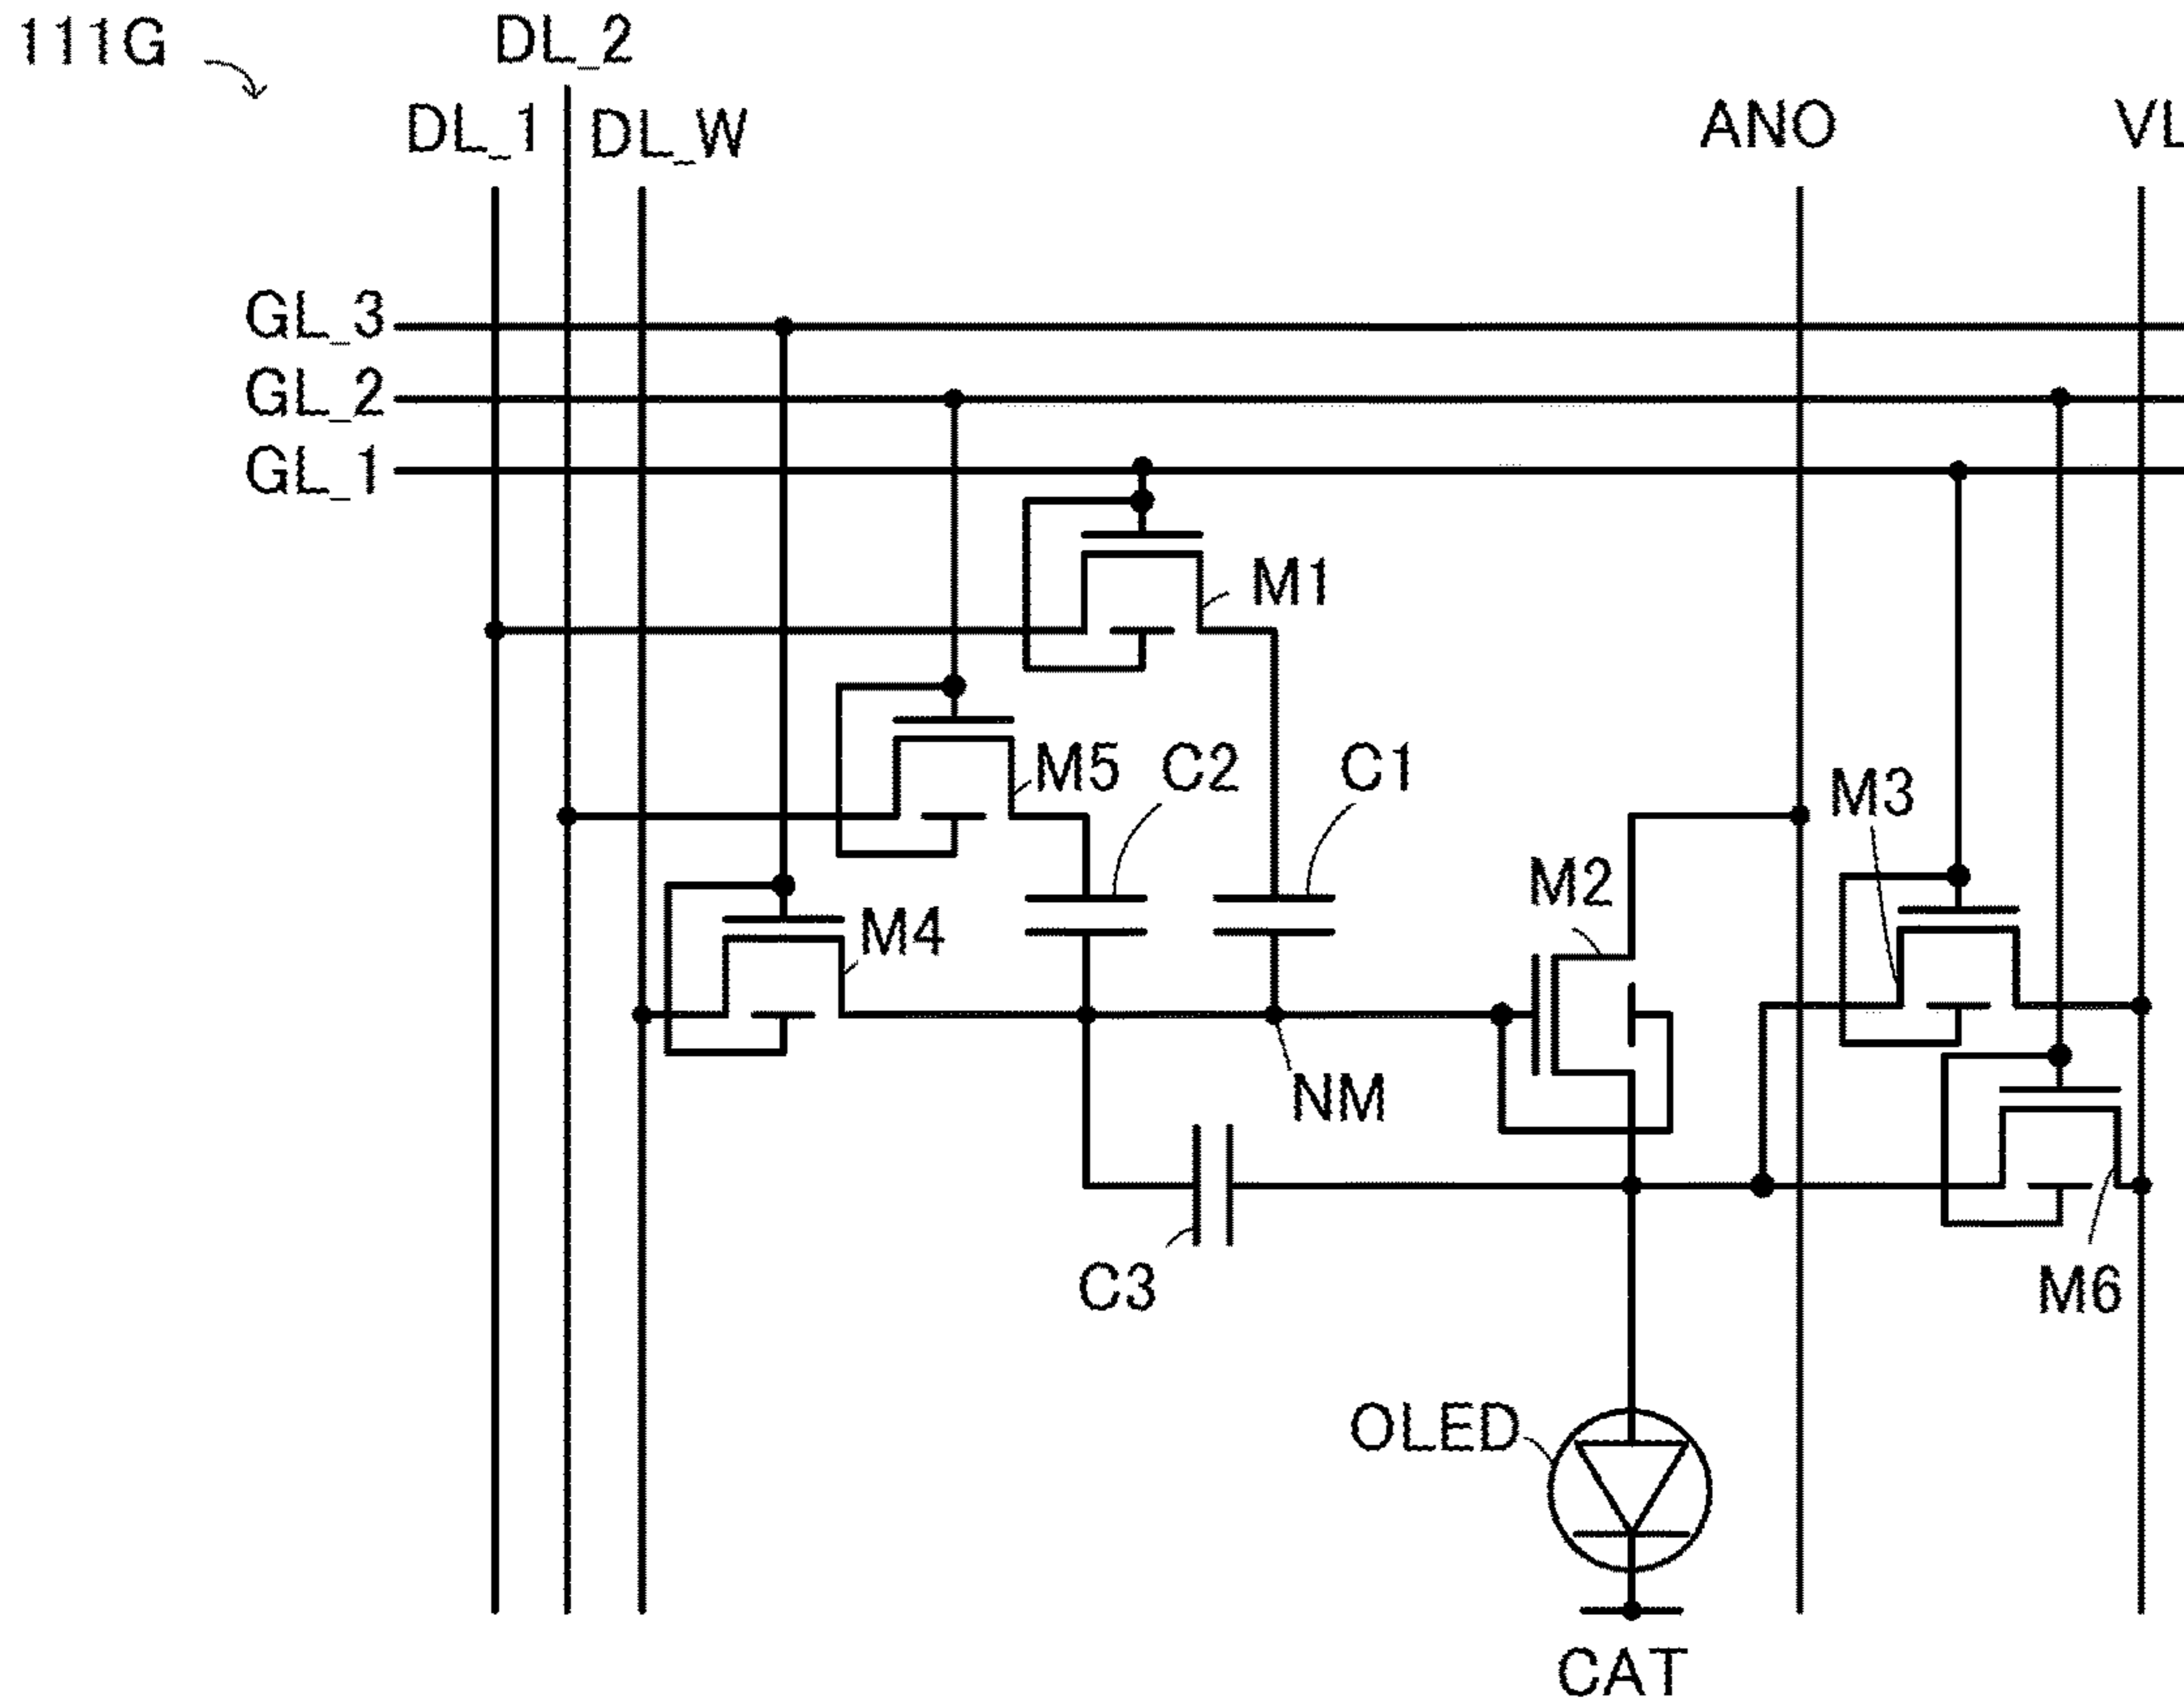 111G
DL_2
DL_1
DL_W
ANO
VL
GL_3
GL_2
GL_1
M1
M5
C2
C1
M3
M2
M4
NM
C3
M6
OLED
CAT